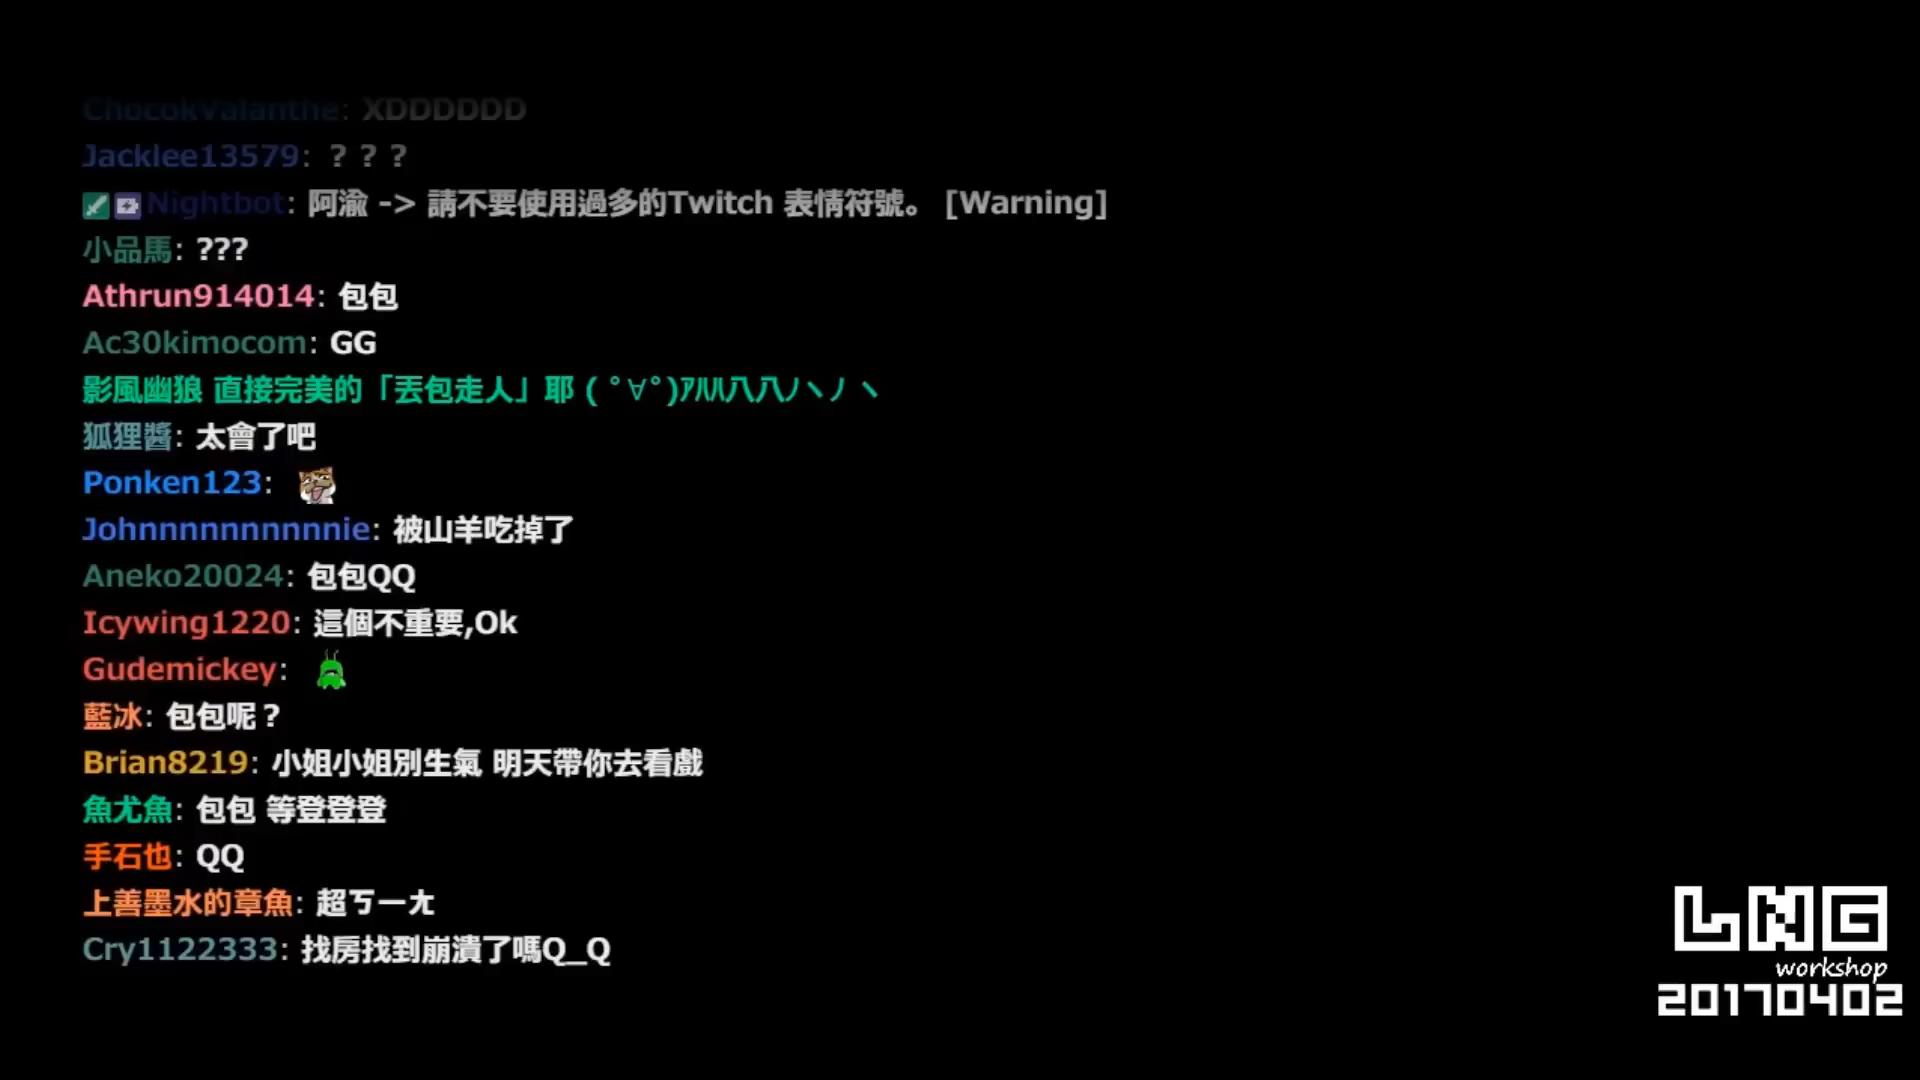 ChocokValanthe: XDDDDDD
Jacklee13579: ? ? ?
Nightbot: 阿渝 -> 請不要使用過多的Twitch 表情符號。 [Warning]
小品馬: ???
Athrun914014: 包包
Ac30kimocom: GG
影風幽狼 直接完美的「丟包走人」耶 ( ﾟ∀ﾟ)ｱﾊﾊ八八ﾉヽﾉ ヽ
狐狸醬: 太會了吧
Ponken123:
Johnnnnnnnnnnie: 被山羊吃掉了
Aneko20024: 包包QQ
Icywing1220: 這個不重要,Ok
Gudemickey:
藍冰: 包包呢？
Brian8219: 小姐小姐別生氣 明天帶你去看戲
魚尤魚: 包包 等登登登
手石也: QQ
上善墨水的章魚: 超ㄎㄧㄤ
Cry1122333: 找房找到崩潰了嗎Q_Q
LNG
workshop
20170402